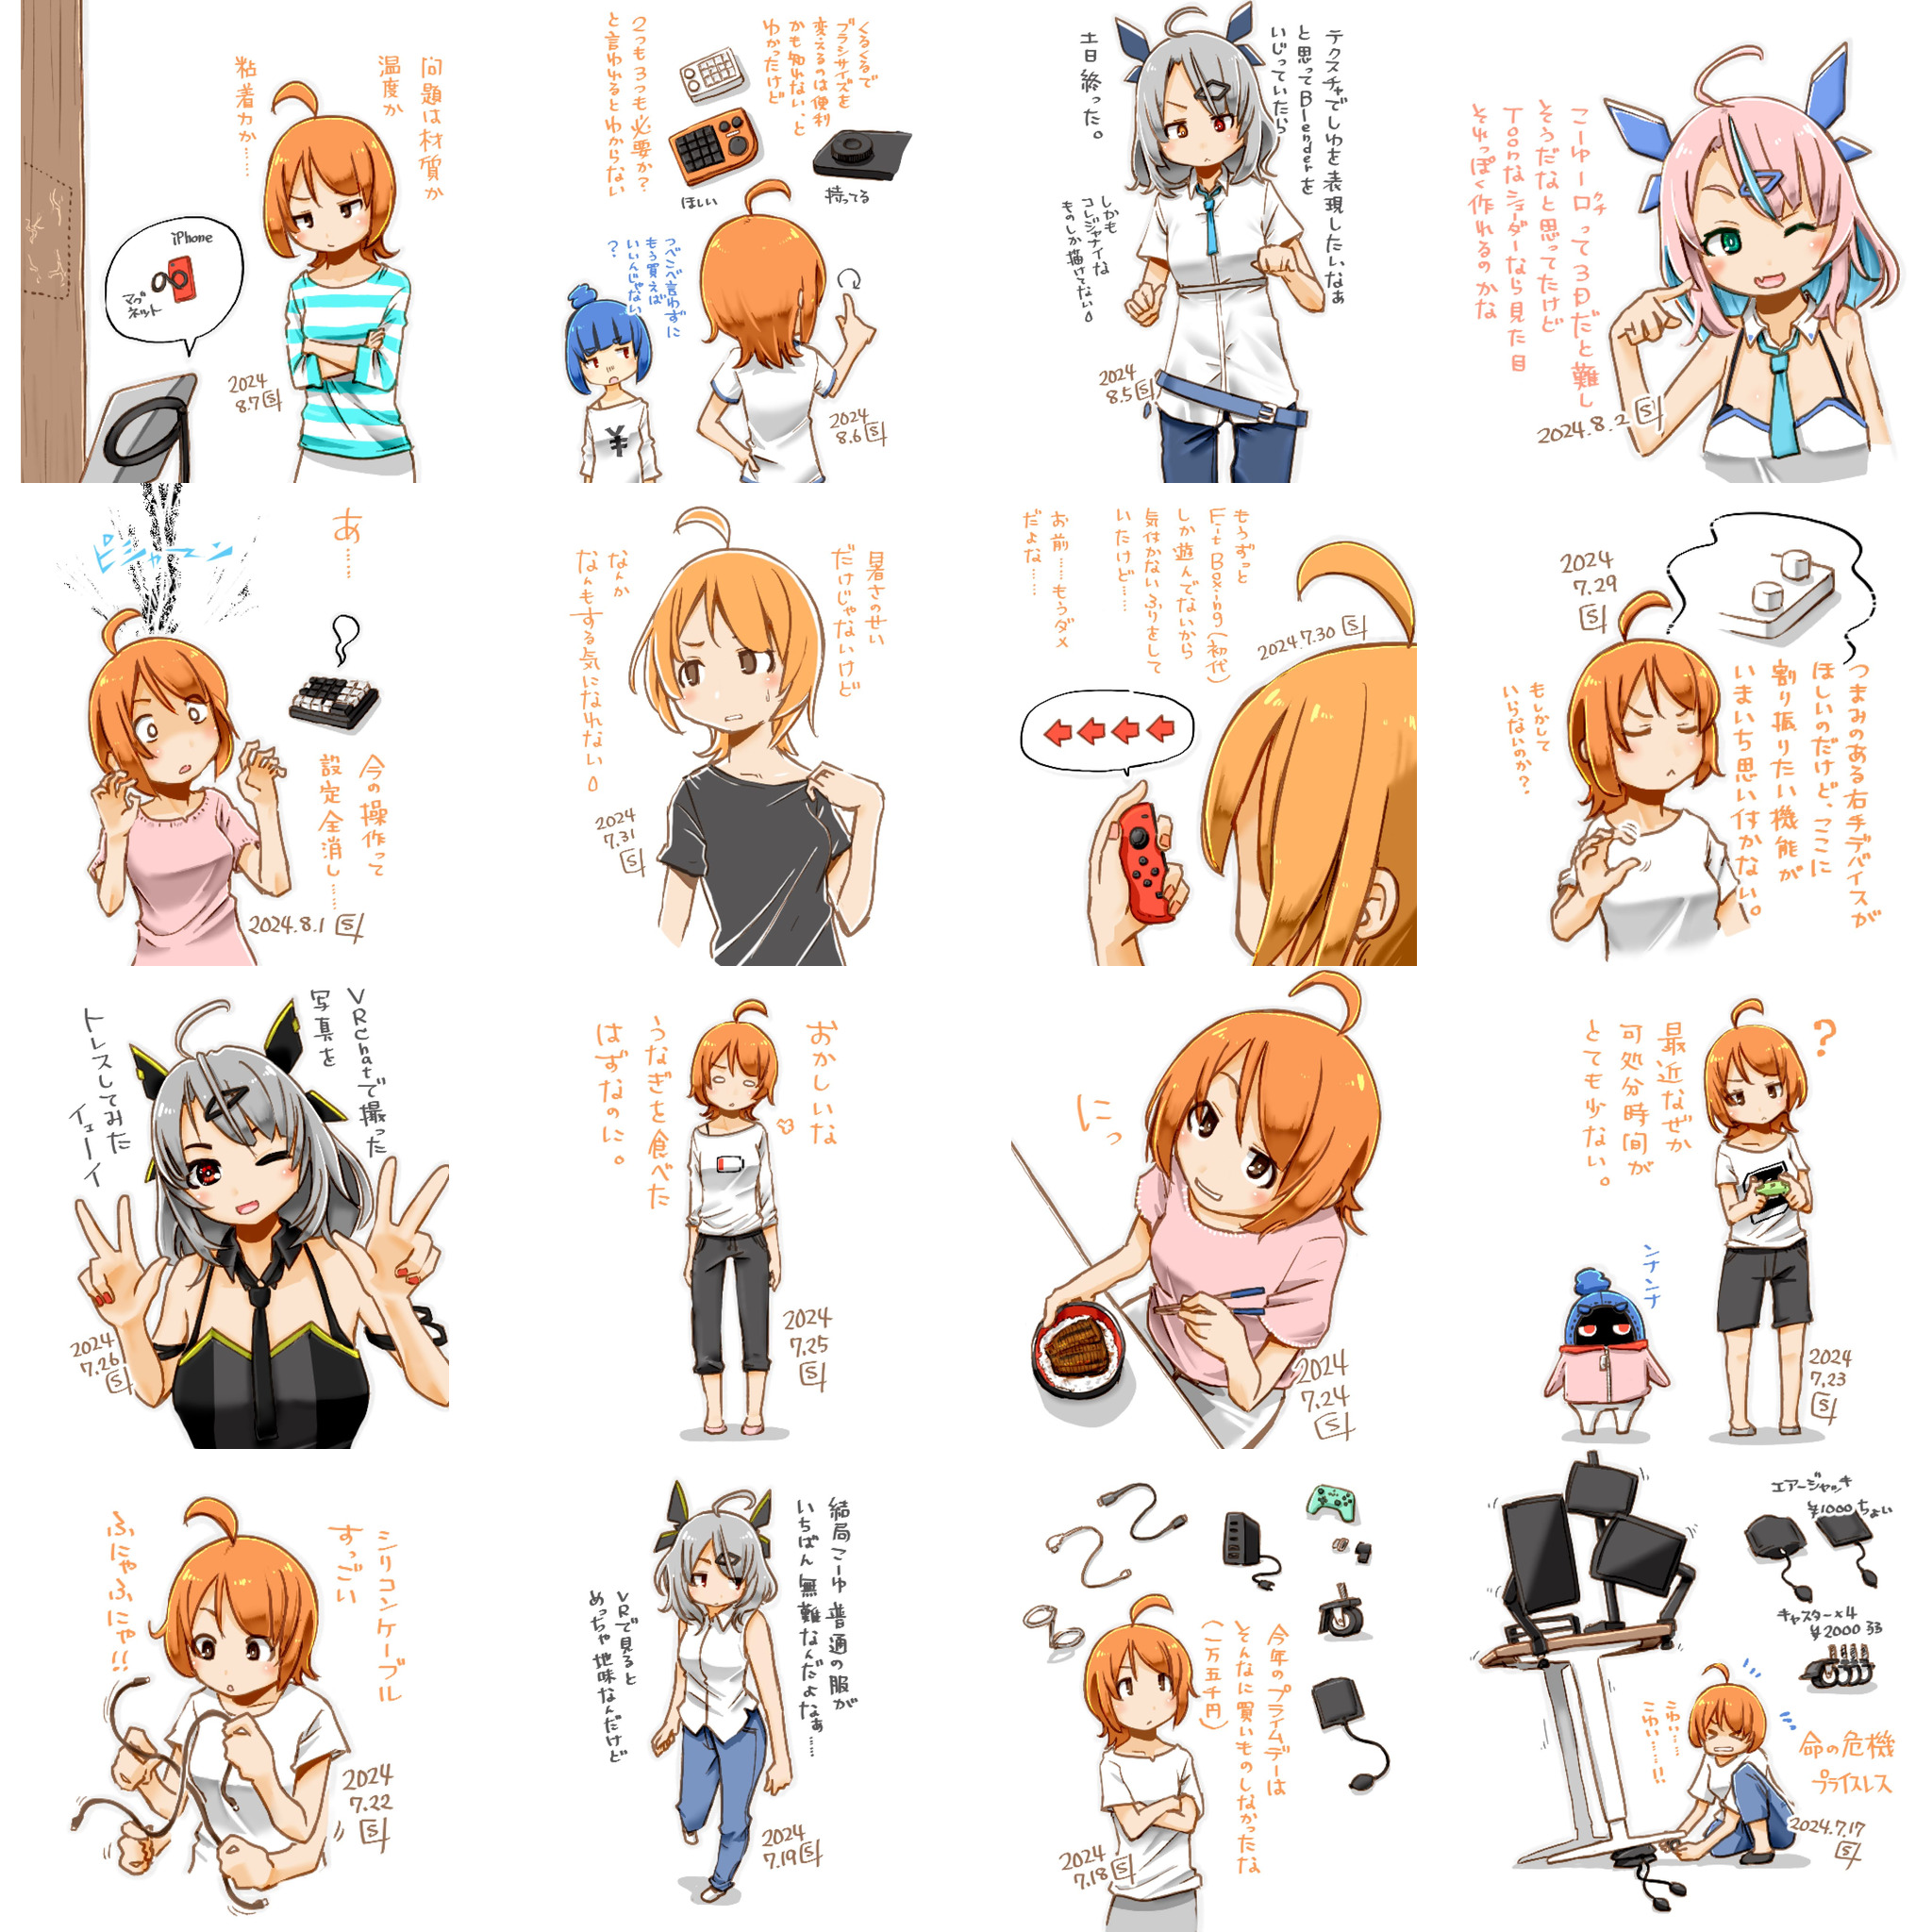 問題は材質か
温度か
粘着力か……
iPhone
マグ
ネット
2024
8.7 S
くるくるで
ブラシサイズを
変えるのは便利
かも知れない、と
わかったけど
2つも3つも必要か?
と言われるとわからない
ほしい
持ってる
つべこべ言わずに
もう買えば
いいんじゃない
?
¥
2024
8.6 S
テクスチャでしわを表現したいなぁ
と思ってBlenderを
いじっていたら
土日終った。
しかも
コレジャナイな
ものしか描けてない。
2024
8.5 S
こーゆー口って3Dだと難し
クチ
そうだなと思ってたけど
Toonなシェーダーなら見た目
それっぽく作れるのかな
2024.8.2 S
あ……
ピシャーン
今の操作って
設定全消し……
2024.8.1 S
暑さのせい
だけじゃないけど
なんか
なんもする気になれない。
2024
7.31
S
もうずっと
Fit Boxing(初代)
しか遊んでないから
気付かないふりをして
いたけど……
お前……もうダメ
だよな……
2024.7.30 S
2024
7.29
S
つまみのある右手デバイスが
ほしいのだけど、ここに
割り振りたい機能が
いまいち思い付かない。
もしかして
いらないのか?
VRChatで撮った
写真を
トレスしてみた
イェーイ
2024
7.26
S
おかしいな
うなぎを食べた
はずなのに。
2024
7.25
S
にっ
2024
7.24
S
?
最近なぜか
可処分時間が
とても少ない。
ンナンナ
2024
7.23
S
シリコンケーブル
すっごい
ふにゃふにゃ!!
2024
7.22
S
結局こーゆ普通の服が
いちばん無難なんだよなぁ……
VRで見ると
めっちゃ地味なんだけど
2024
7.19 S
今年のプライムデーは
そんなに買いものしなかったな
(一万五千円)
2024
7.18 S
エアージャッキ
¥1000ちょい
キャスター×4
¥2000弱
こわい……
こわい……!!
命の危機
プライスレス
2024.7.17
S